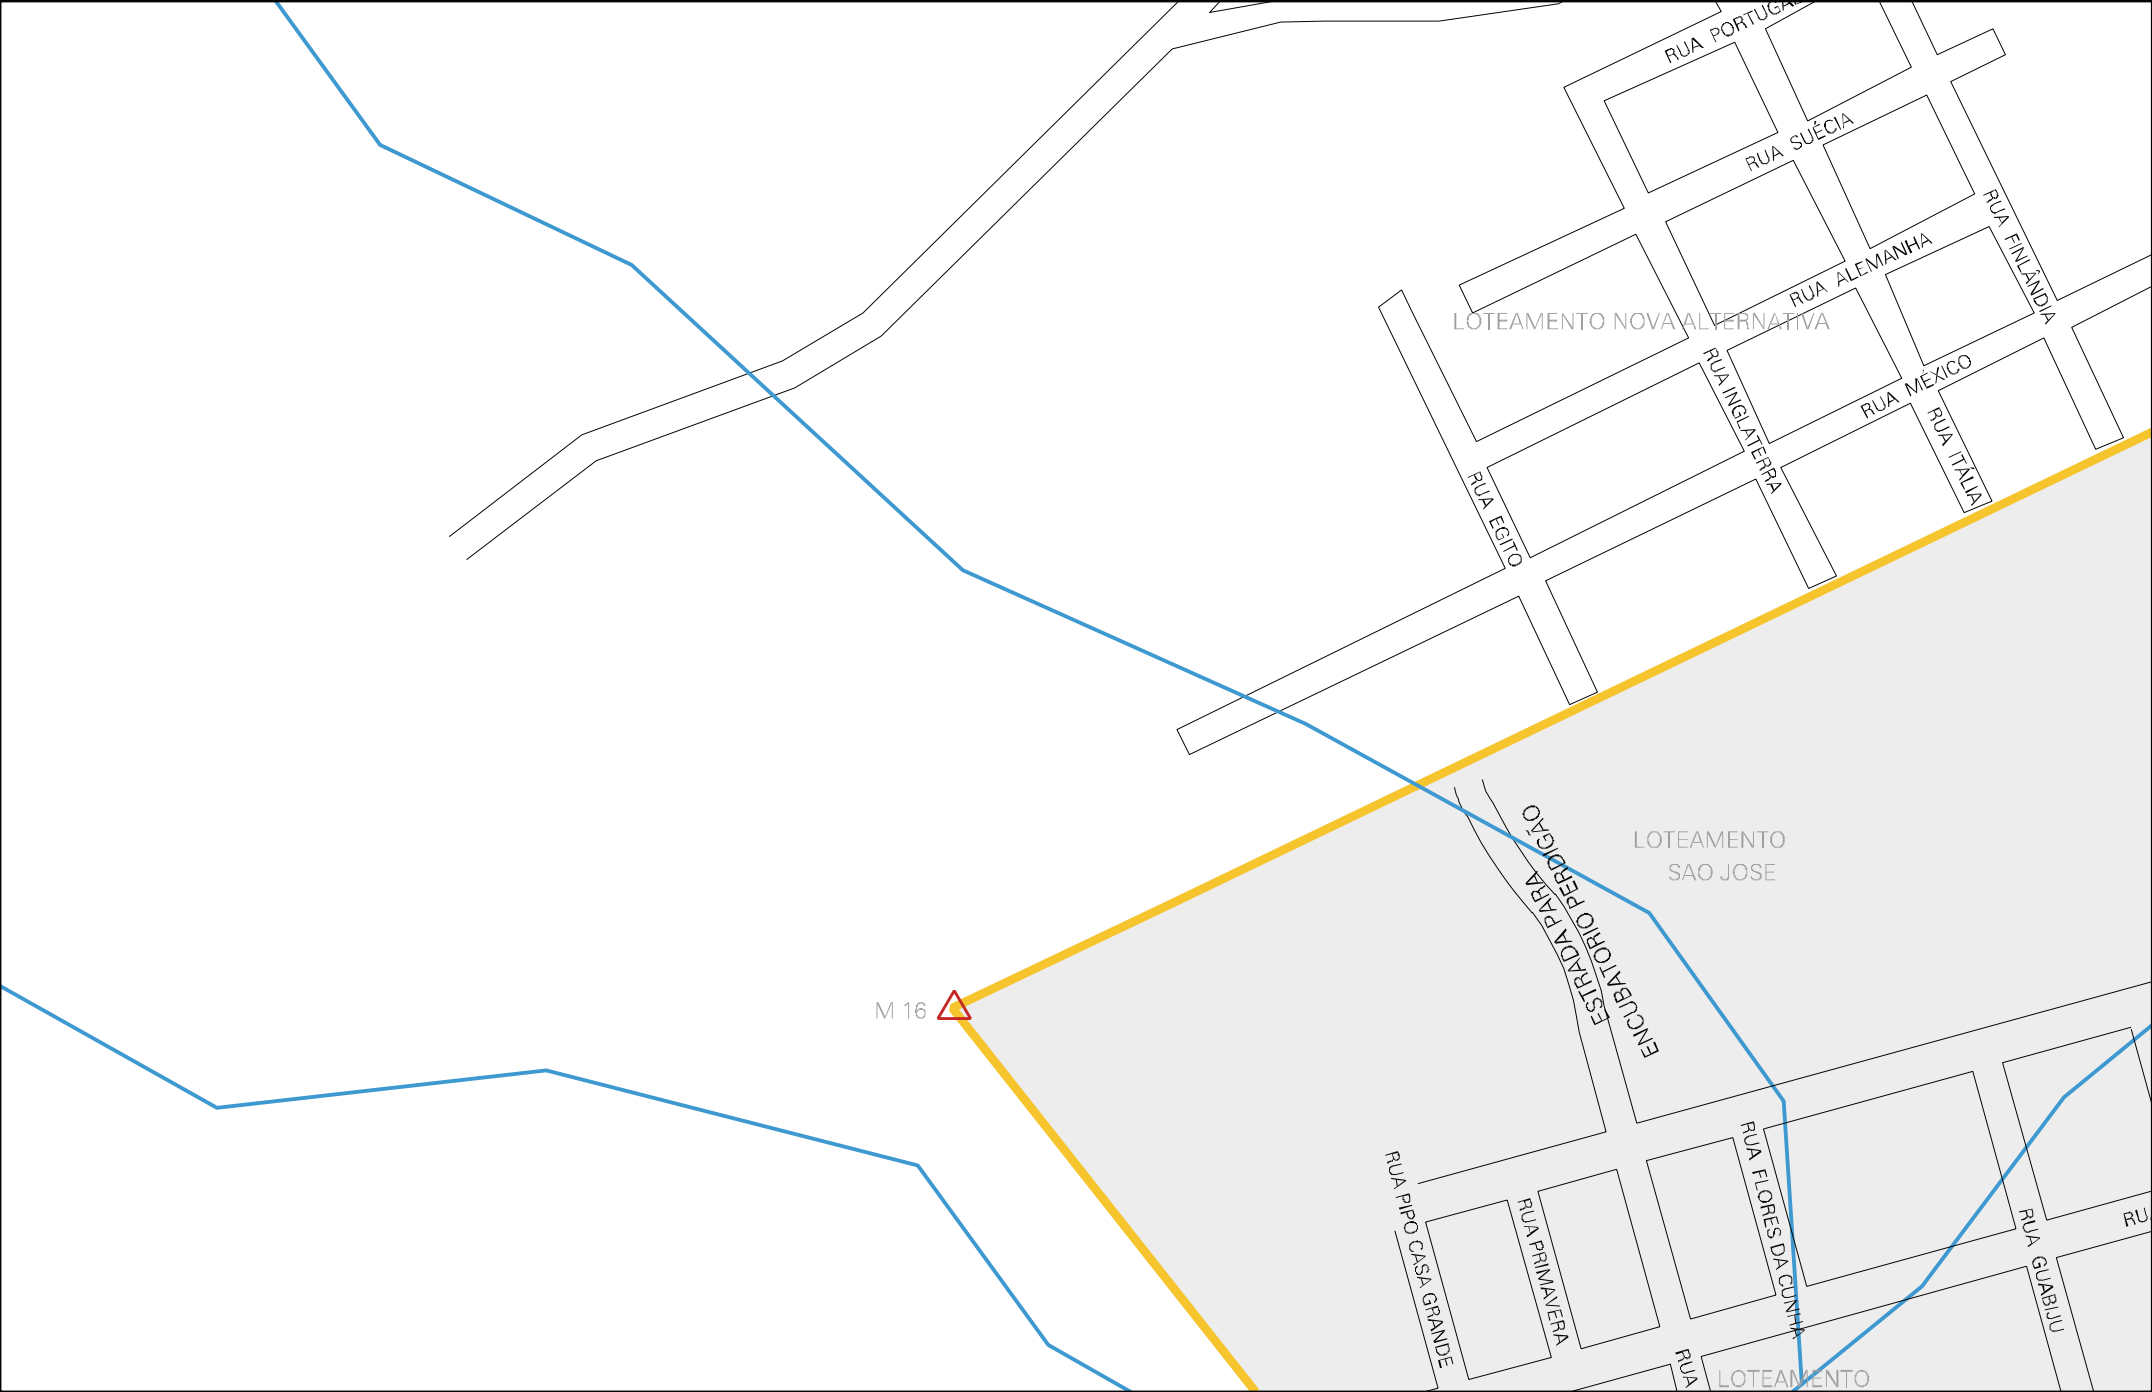 RUA PORTUGAL
RUA SUÉCIA
RUA FINLÂNDIA
RUA ALEMANHA
LOTEAMENTO NOVA ALTERNATIVA
RUA INGLATERRA
RUA MÉXICO
RUA ITÁLIA
RUA EGITO
LOTEAMENTO
SAO JOSE
ESTRADA PARA
ENCUBATORIO PERDIGÃO
M 16
RUA PIPO CASA GRANDE
RUA PRIMAVERA
RUA FLORES DA CUNHA
RUA GUABIJU
RU
RUA
LOTEAMENTO